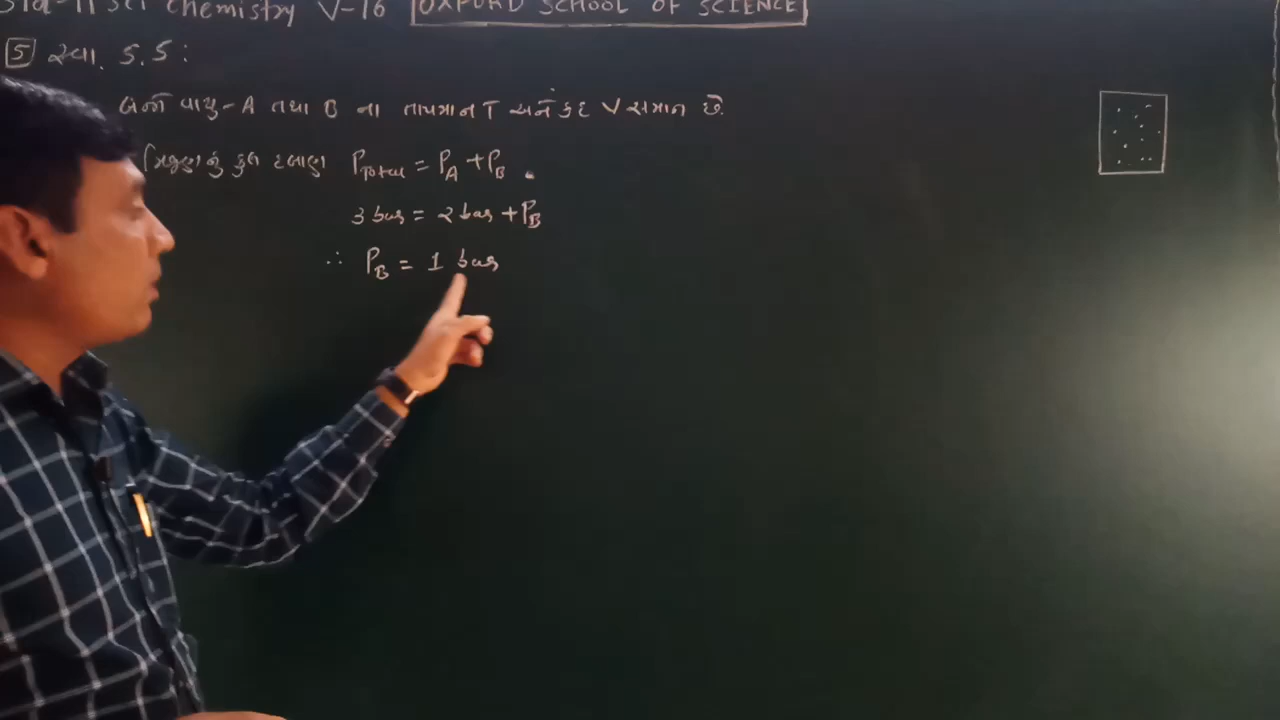 Std-11 Sci Chemistry V-16 OXFORD SCHOOL OF SCIENCE
5 સ્વા. 5.5:
બંને વાયુ-A તથા B ના તાપમાન T અને કદ V સમાન છે.
મિશ્રણનું કુલ દબાણ P_Total = P_A + P_B .
3 bar = 2 bar + P_B
∴ P_B = 1 bar